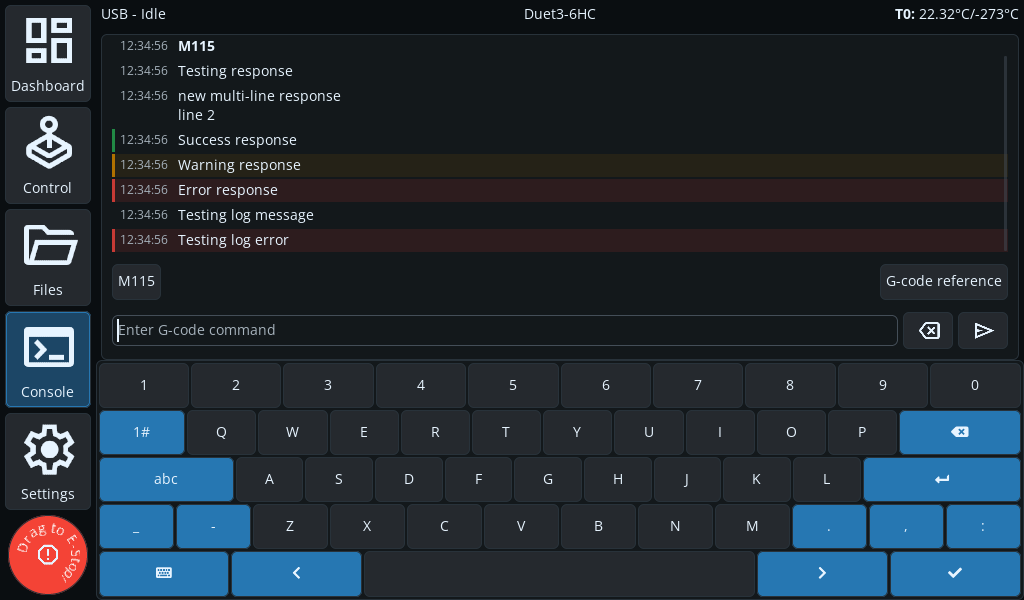 USB - Idle
Duet3-6HC
T0: 22.32°C/-273°C
Dashboard
Control
Files
Console
Settings
Drag to E-Stop!
12:34:56 M115
12:34:56 Testing response
12:34:56 new multi-line response
line 2
12:34:56 Success response
12:34:56 Warning response
12:34:56 Error response
12:34:56 Testing log message
12:34:56 Testing log error
M115
G-code reference
Enter G-code command
1 2 3 4 5 6 7 8 9 0
1# Q W E R T Y U I O P
abc A S D F G H J K L
_ - Z X C V B N M . , :